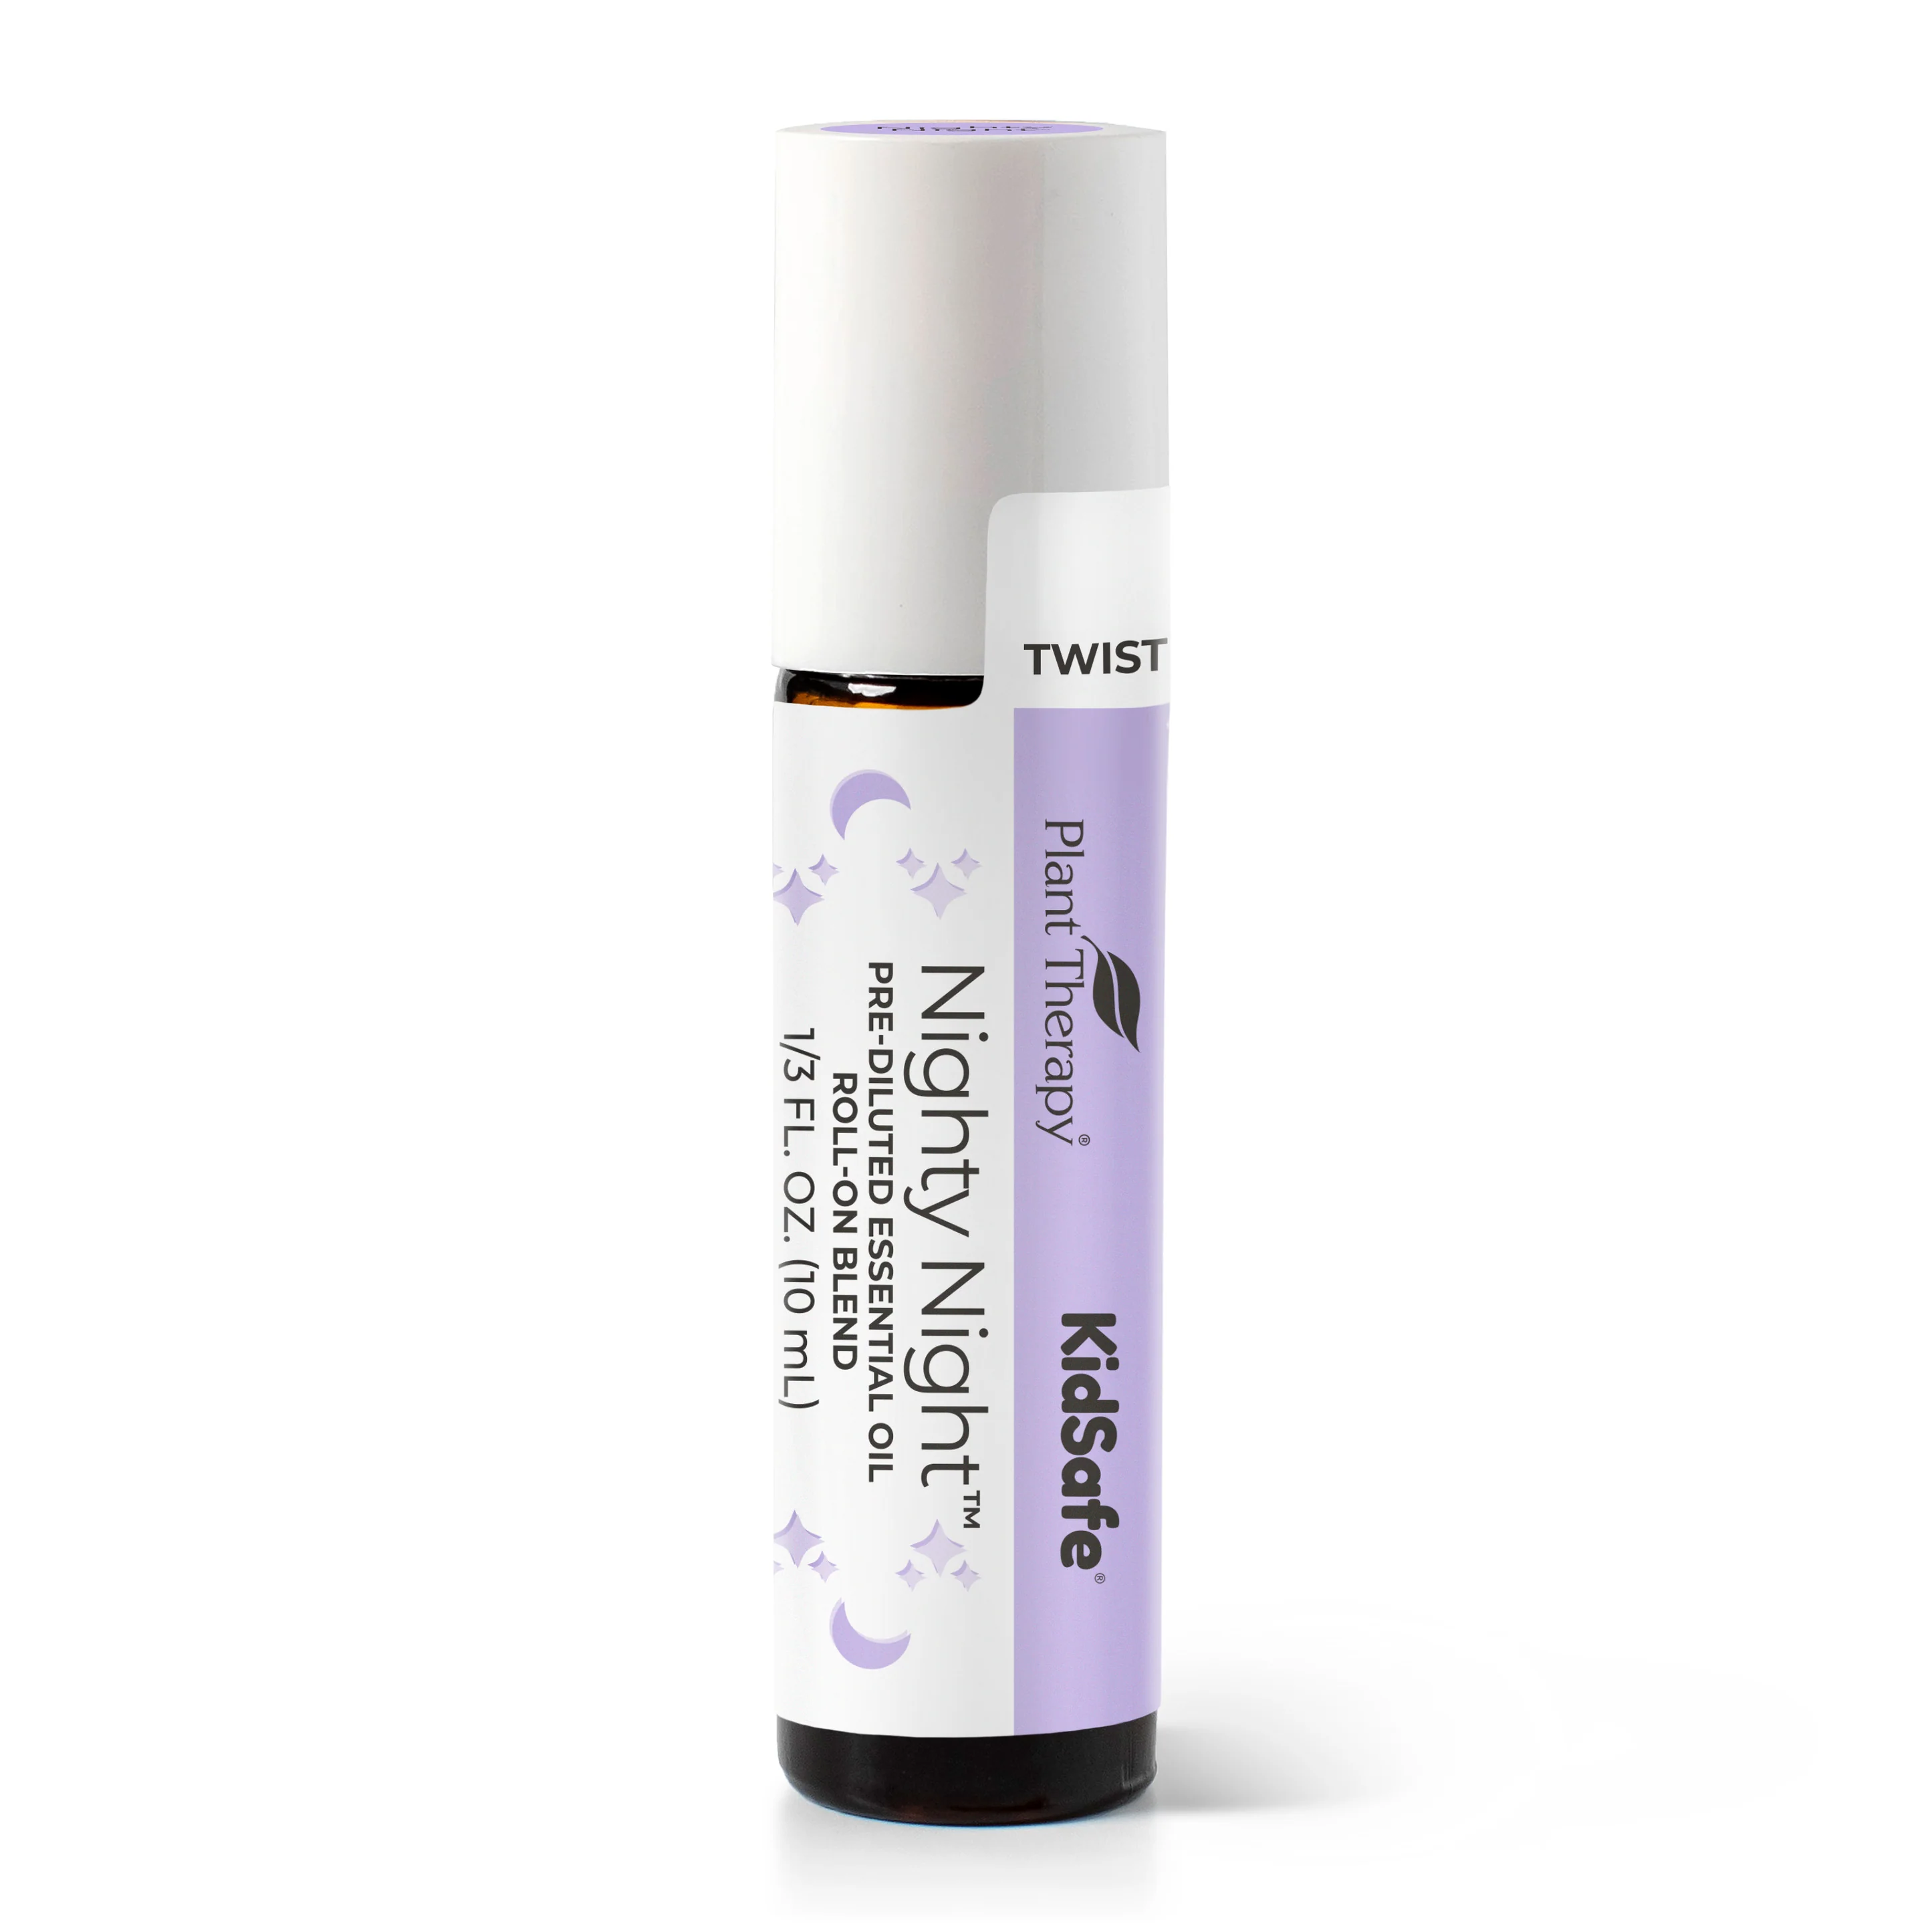 TWIST
Plant Therapy®
KidSafe®
Nighty Night™
PRE-DILUTED ESSENTIAL OIL
ROLL-ON BLEND
1/3 FL. OZ. (10 mL)